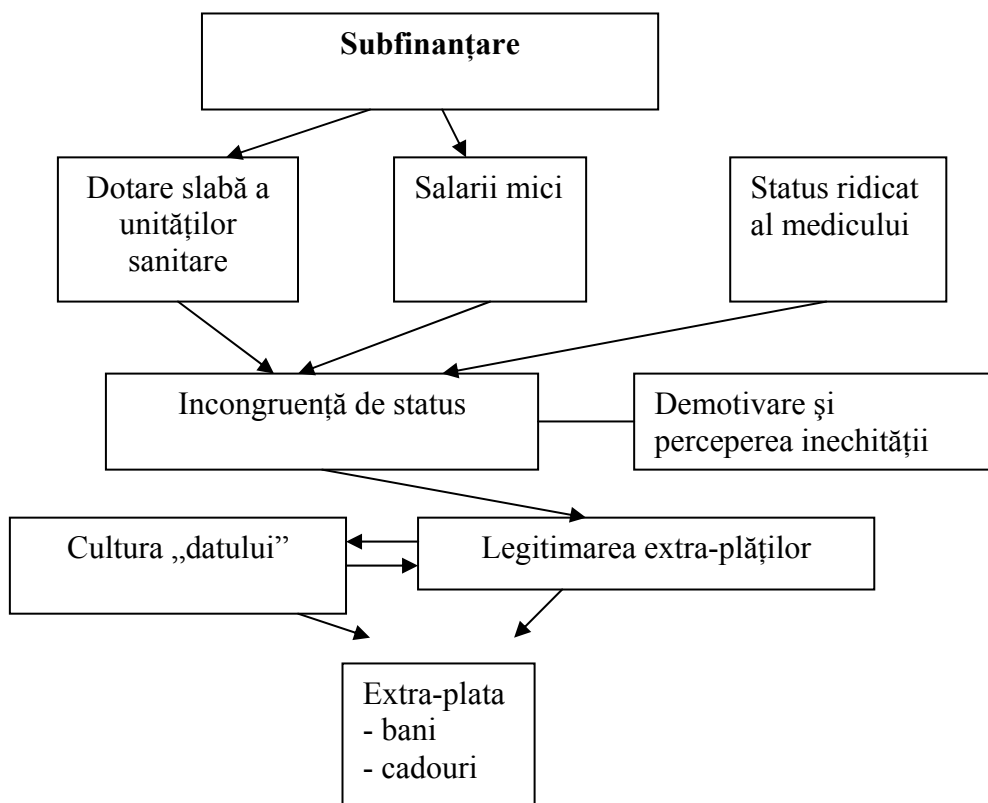 Subfinanțare
Dotare slabă a
unităților
sanitare
Salarii mici
Status ridicat
al medicului
Incongruență de status
Demotivare şi
perceperea inechității
Cultura „datului”
Legitimarea extra-plăților
Extra-plata
- bani
- cadouri